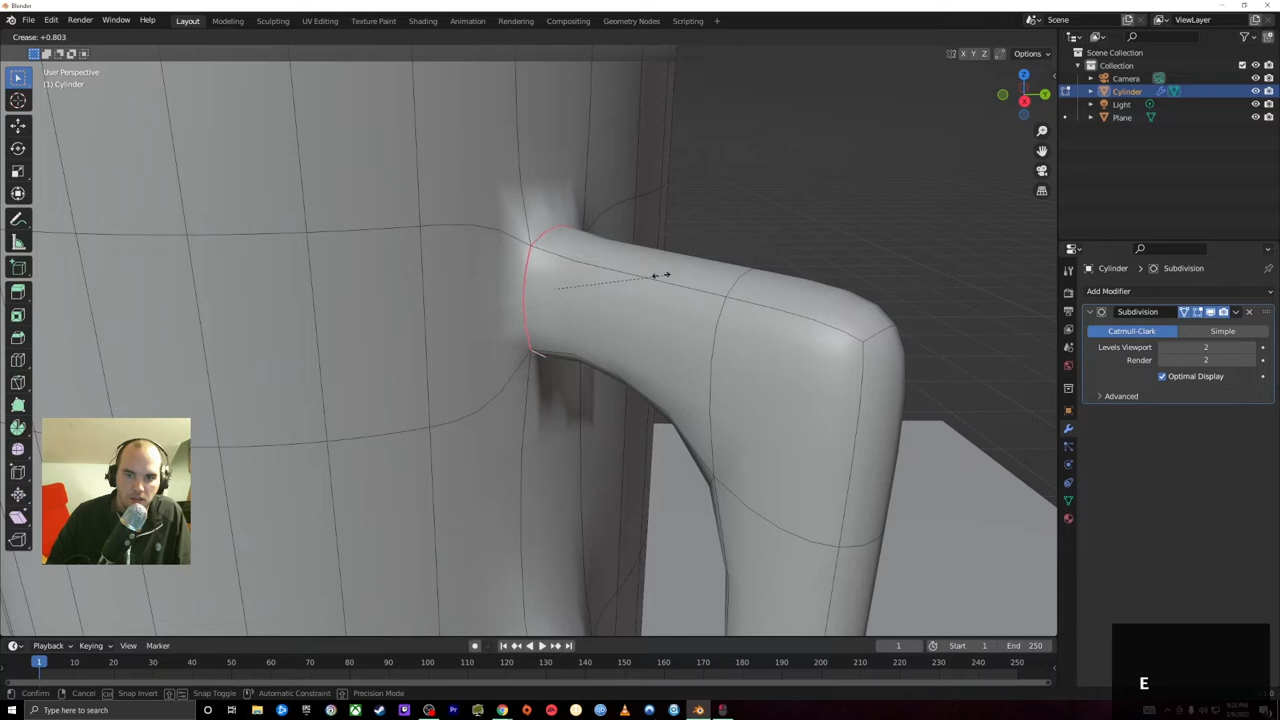 Blender
File Edit Render Window Help Layout Modeling Sculpting UV Editing Texture Paint Shading Animation Rendering Compositing Geometry Nodes Scripting Scene ViewLayer
Crease: +0.803
X Y Z Options
User Perspective
(1) Cylinder
Z
Y
X
Scene Collection
Collection
Camera
Cylinder
Light
Plane
Cylinder Subdivision
Add Modifier
Subdivision
Catmull-Clark Simple
Levels Viewport 2
Render 2
Optimal Display
Advanced
E
Playback Keying View Marker 1 Start 1 End 250
1 10 20 30 40 50 60 70 80 90 100 110 120 130 140 150 160 170 180 190 200 210 220 230 240 250
Confirm Cancel Snap Invert Snap Toggle Automatic Constraint Precision Mode
Type here to search